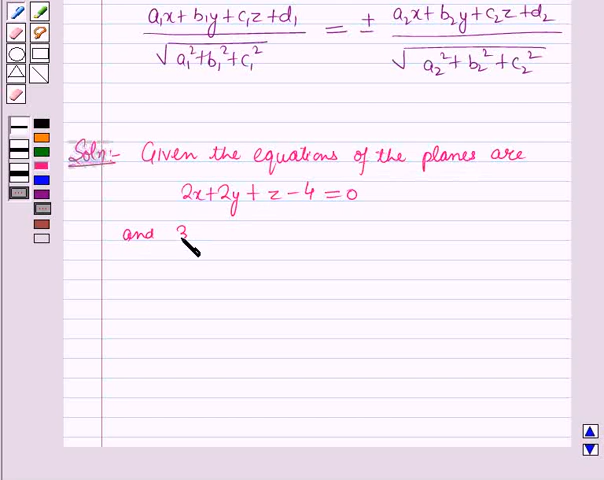 a₁x + b₁y + c₁z + d₁ / √(a₁² + b₁² + c₁²) = ± a₂x + b₂y + c₂z + d₂ / √(a₂² + b₂² + c₂²)
Soln:- Given the equations of the planes are
2x + 2y + z - 4 = 0
and 3